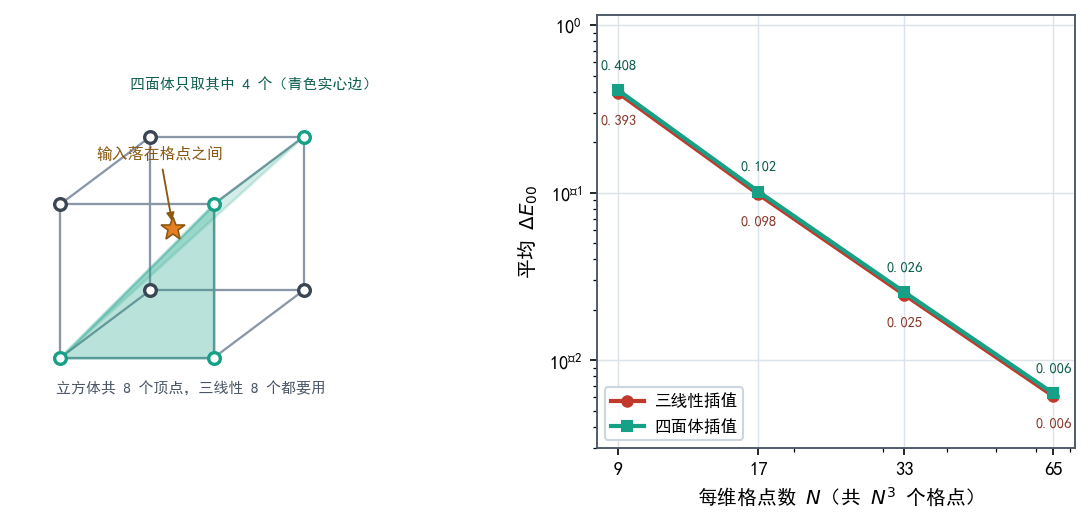 四面体只取其中 4 个（青色实心边）
输入落在格点之间
立方体共 8 个顶点，三线性 8 个都要用
平均 ΔE₀₀
10⁰
10¤1
10¤2
0.408
0.393
0.102
0.098
0.026
0.025
0.006
0.006
三线性插值
四面体插值
9 17 33 65
每维格点数 N（共 N³ 个格点）